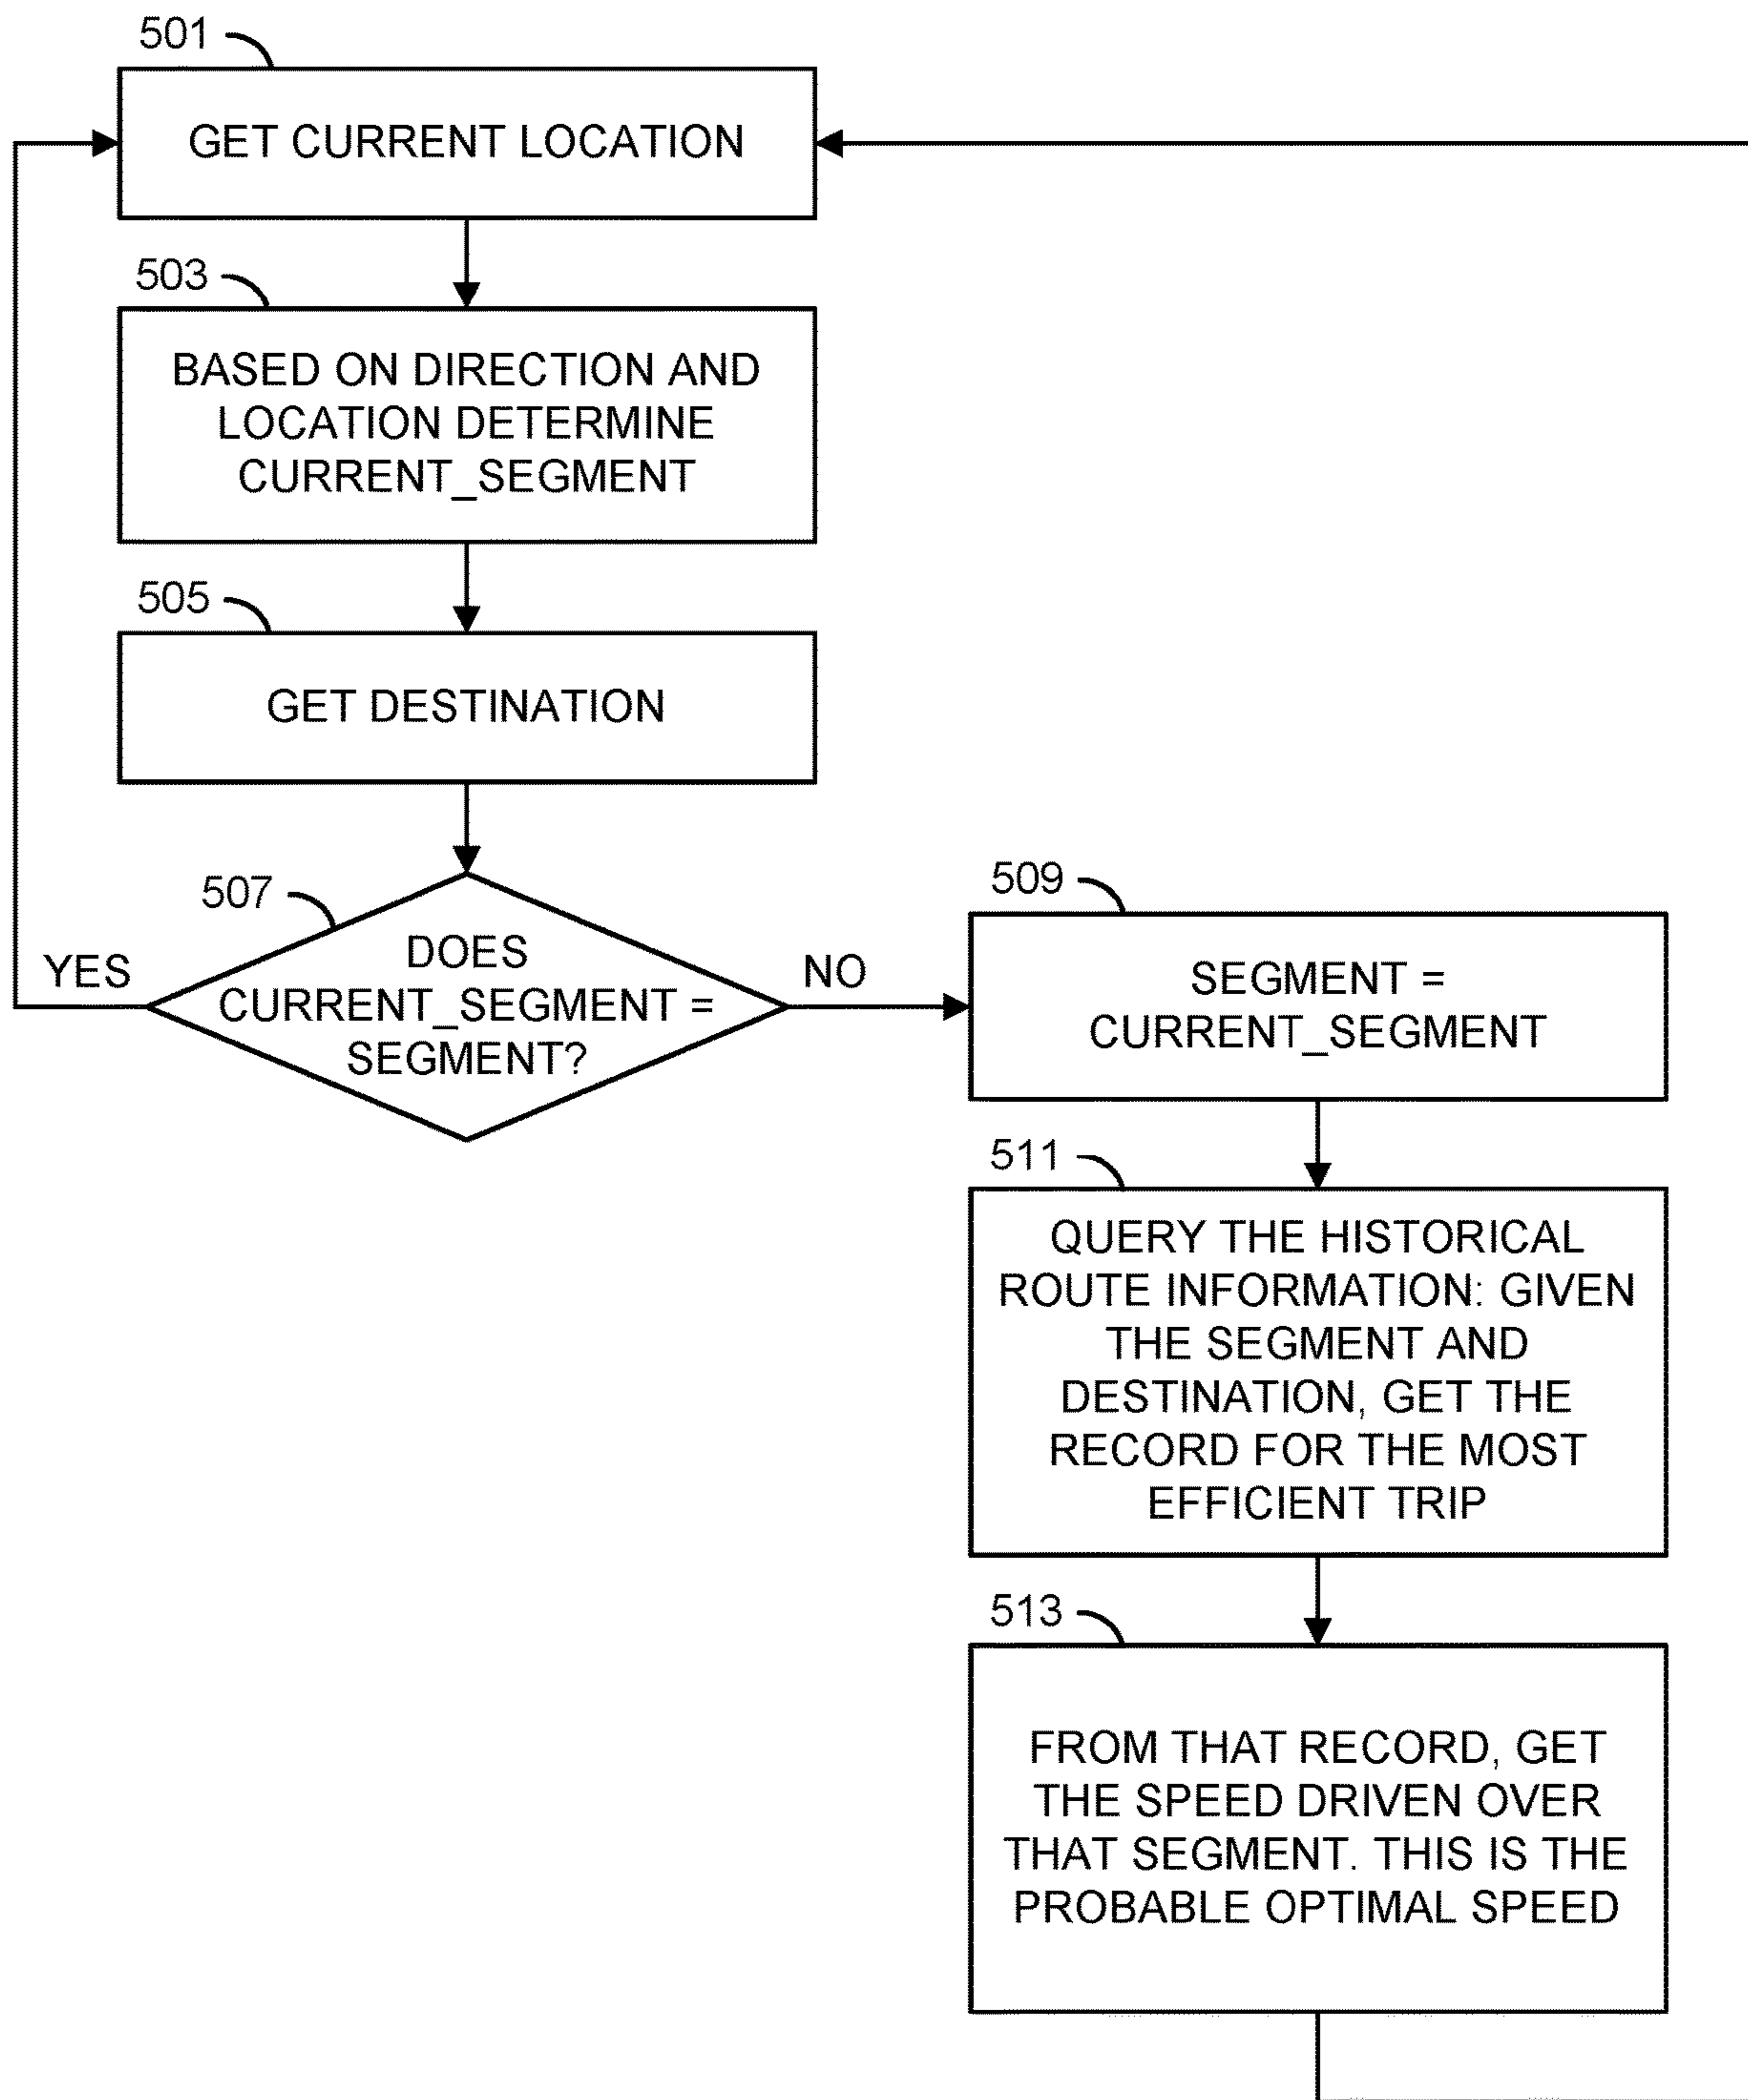 501
GET CURRENT LOCATION
503
BASED ON DIRECTION AND
LOCATION DETERMINE
CURRENT_SEGMENT
505
GET DESTINATION
507
DOES
CURRENT_SEGMENT =
SEGMENT?
YES
NO
509
SEGMENT =
CURRENT_SEGMENT
511
QUERY THE HISTORICAL
ROUTE INFORMATION: GIVEN
THE SEGMENT AND
DESTINATION, GET THE
RECORD FOR THE MOST
EFFICIENT TRIP
513
FROM THAT RECORD, GET
THE SPEED DRIVEN OVER
THAT SEGMENT. THIS IS THE
PROBABLE OPTIMAL SPEED